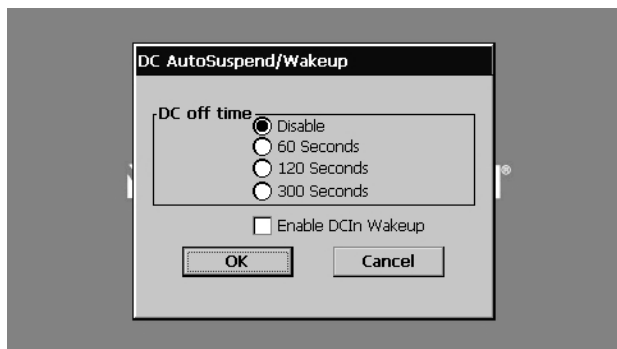 DC AutoSuspend/Wakeup
DC off time
Disable
60 Seconds
120 Seconds
300 Seconds
Enable DCIn Wakeup
OK
Cancel